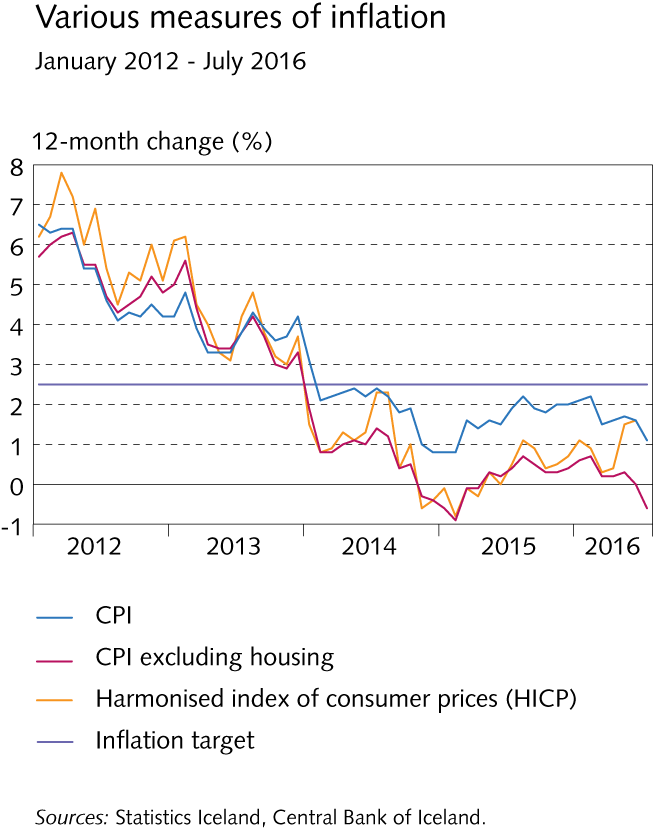 Various measures of inflation
January 2012 - July 2016
12-month change (%)
8
7
6
5
4
3
2
1
0
-1
2012 2013 2014 2015 2016
CPI
CPI excluding housing
Harmonised index of consumer prices (HICP)
Inflation target
Sources: Statistics Iceland, Central Bank of Iceland.